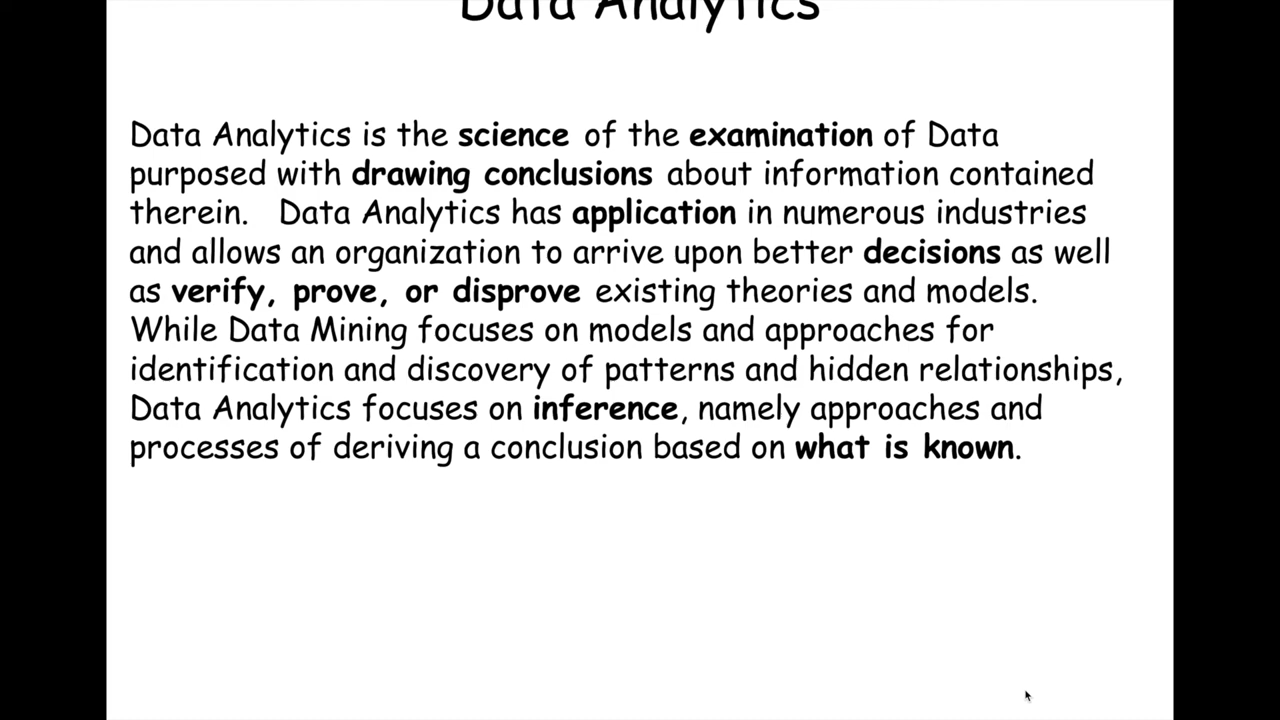 Data Analytics
Data Analytics is the science of the examination of Data
purposed with drawing conclusions about information contained
therein. Data Analytics has application in numerous industries
and allows an organization to arrive upon better decisions as well
as verify, prove, or disprove existing theories and models.
While Data Mining focuses on models and approaches for
identification and discovery of patterns and hidden relationships,
Data Analytics focuses on inference, namely approaches and
processes of deriving a conclusion based on what is known.